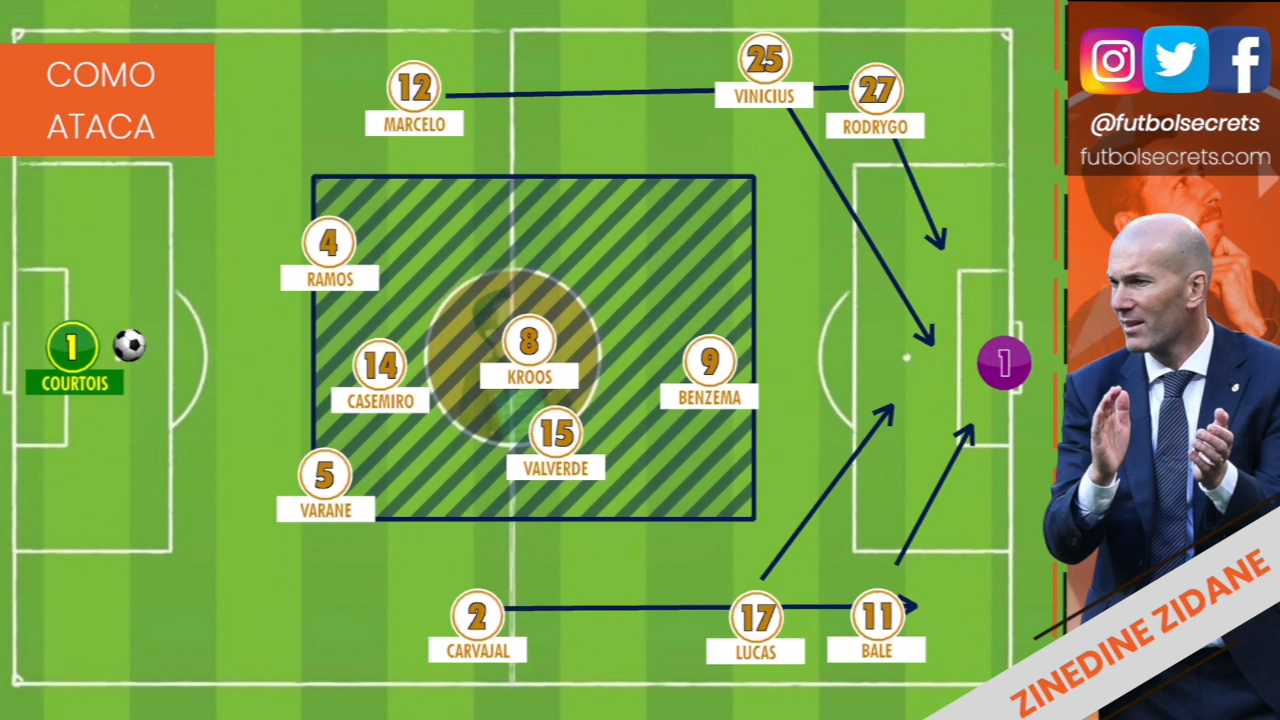 COMO
ATACA
@futbolsecrets
futbolsecrets.com
12
MARCELO
25
VINICIUS
27
RODRYGO
4
RAMOS
1
COURTOIS
14
CASEMIRO
8
KROOS
9
BENZEMA
1
15
VALVERDE
5
VARANE
2
CARVAJAL
17
LUCAS
11
BALE
ZINEDINE ZIDANE